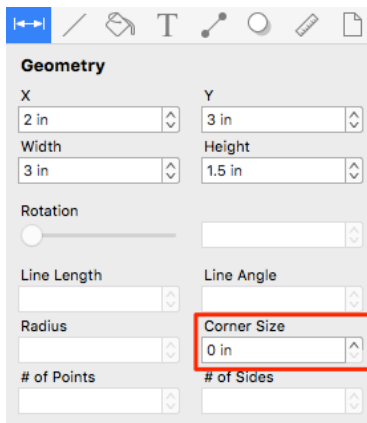 T
Geometry
X Y
2 in 3 in
Width Height
3 in 1.5 in
Rotation
Line Length Line Angle
Radius Corner Size
0 in
# of Points # of Sides